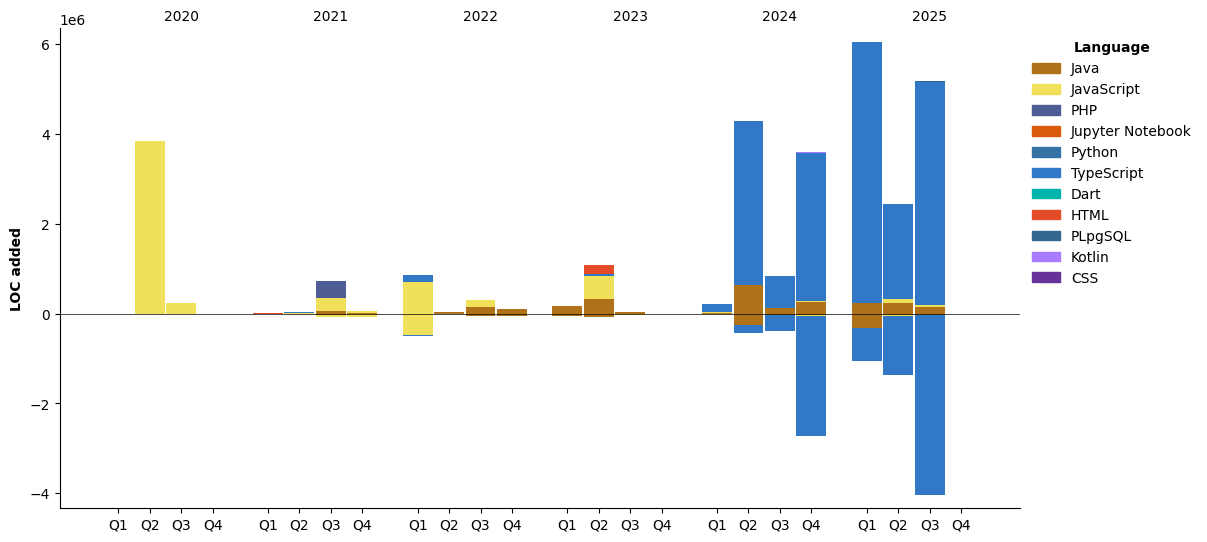 1e6
2020 2021 2022 2023 2024 2025
Language
Java
JavaScript
PHP
Jupyter Notebook
Python
TypeScript
Dart
HTML
PLpgSQL
Kotlin
CSS
LOC added
6
4
2
0
−2
−4
Q1 Q2 Q3 Q4 Q1 Q2 Q3 Q4 Q1 Q2 Q3 Q4 Q1 Q2 Q3 Q4 Q1 Q2 Q3 Q4 Q1 Q2 Q3 Q4